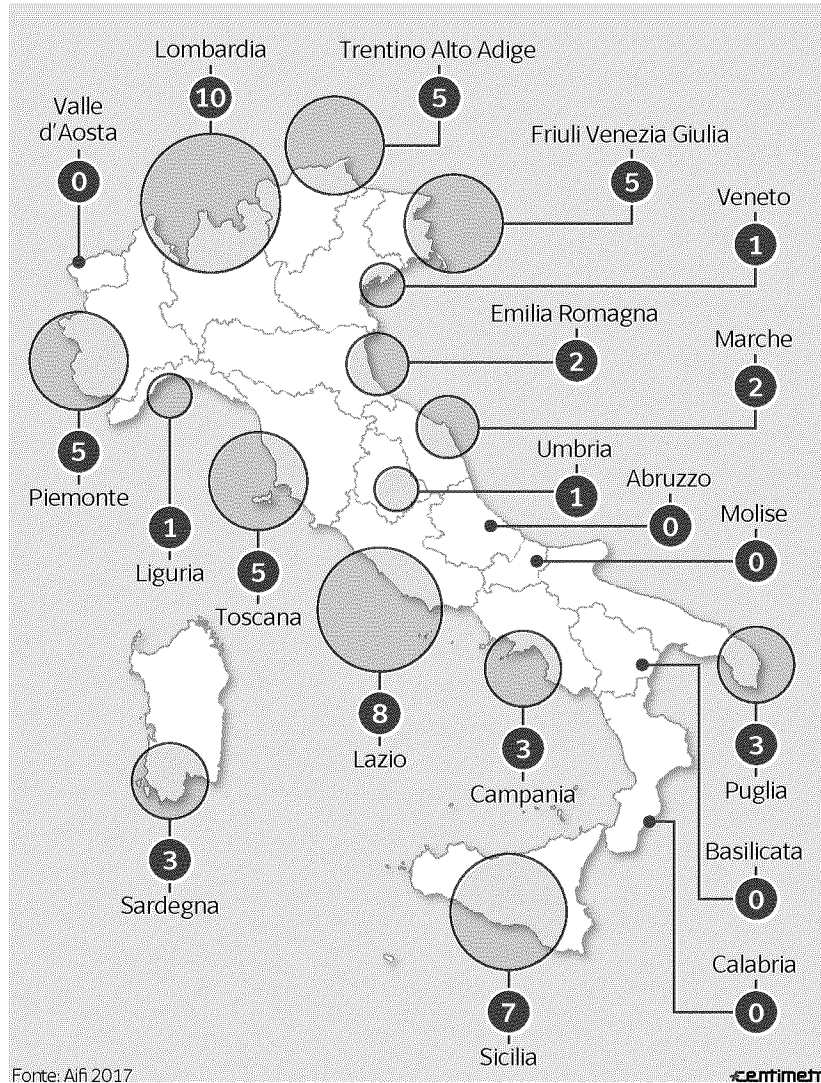 Lombardia
10
Trentino Alto Adige
5
Valle
d'Aosta
0
Friuli Venezia Giulia
5
Veneto
1
Emilia Romagna
2
Marche
2
Piemonte
5
Liguria
1
Toscana
5
Umbria
1
Abruzzo
0
Molise
0
Lazio
8
Campania
3
Puglia
3
Sardegna
3
Basilicata
0
Calabria
0
Sicilia
7
Fonte: Aifi 2017
centimetr